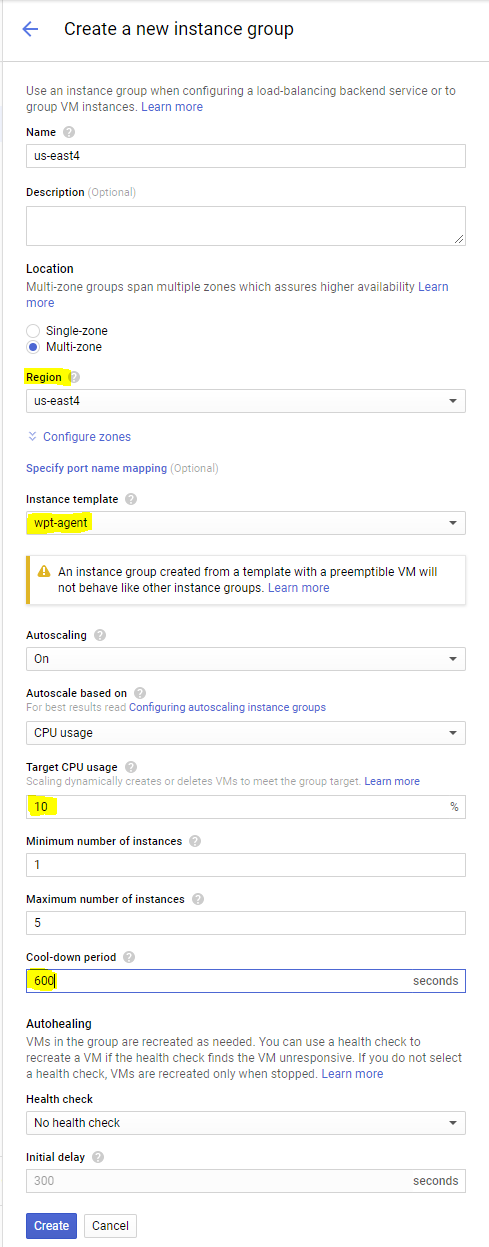 Create a new instance group
Use an instance group when configuring a load-balancing backend service or to
group VM instances. Learn more
Name
us-east4
Description (Optional)
Location
Multi-zone groups span multiple zones which assures higher availability Learn
more
Single-zone
Multi-zone
Region
us-east4
Configure zones
Specify port name mapping (Optional)
Instance template
wpt-agent
An instance group created from a template with a preemptible VM will
not behave like other instance groups. Learn more
Autoscaling
On
Autoscale based on
For best results read Configuring autoscaling instance groups
CPU usage
Target CPU usage
Scaling dynamically creates or deletes VMs to meet the group target. Learn more
10 %
Minimum number of instances
1
Maximum number of instances
5
Cool-down period
600 seconds
Autohealing
VMs in the group are recreated as needed. You can use a health check to
recreate a VM if the health check finds the VM unresponsive. If you do not select
a health check, VMs are recreated only when stopped. Learn more
Health check
No health check
Initial delay
300 seconds
Create Cancel